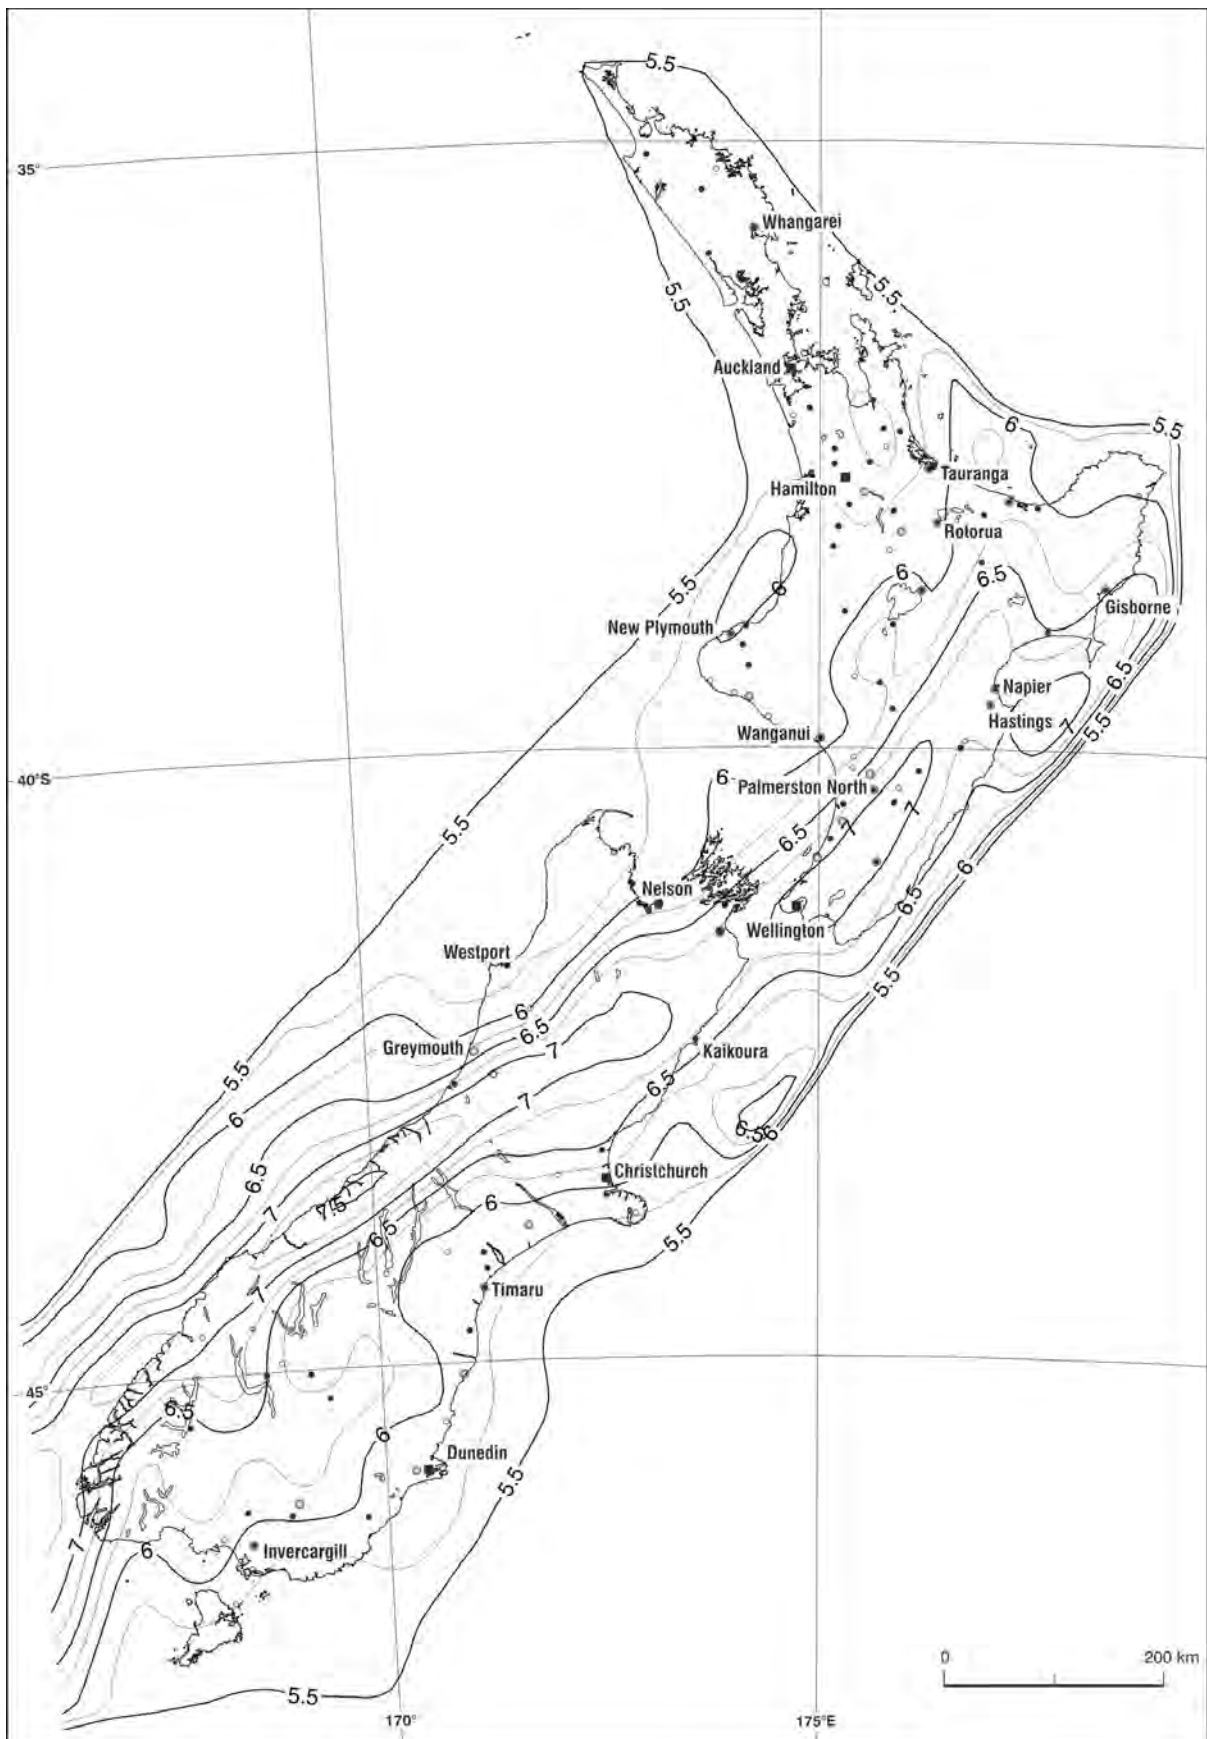 5.5
35°
Whangarei
5.5
5.5
Auckland
6
5.5
Tauranga
Hamilton
Rotorua
6
6.5
5.5
6
Gisborne
New Plymouth
6.5
Napier
7
Hastings
5.5
Wanganui
40°S
6
Palmerston North
5.5
6.5
7
7
6
Nelson
6.5
Wellington
Westport
5.5
6
6.5
Greymouth
7
Kaikoura
5.5
6.5
7
6
6.5
6
Christchurch
6.5
6
7
7.5
6.5
5.5
7
Timaru
45°
6.5
6
Dunedin
5.5
7
6
Invercargill
0
200 km
5.5
170°
175°E